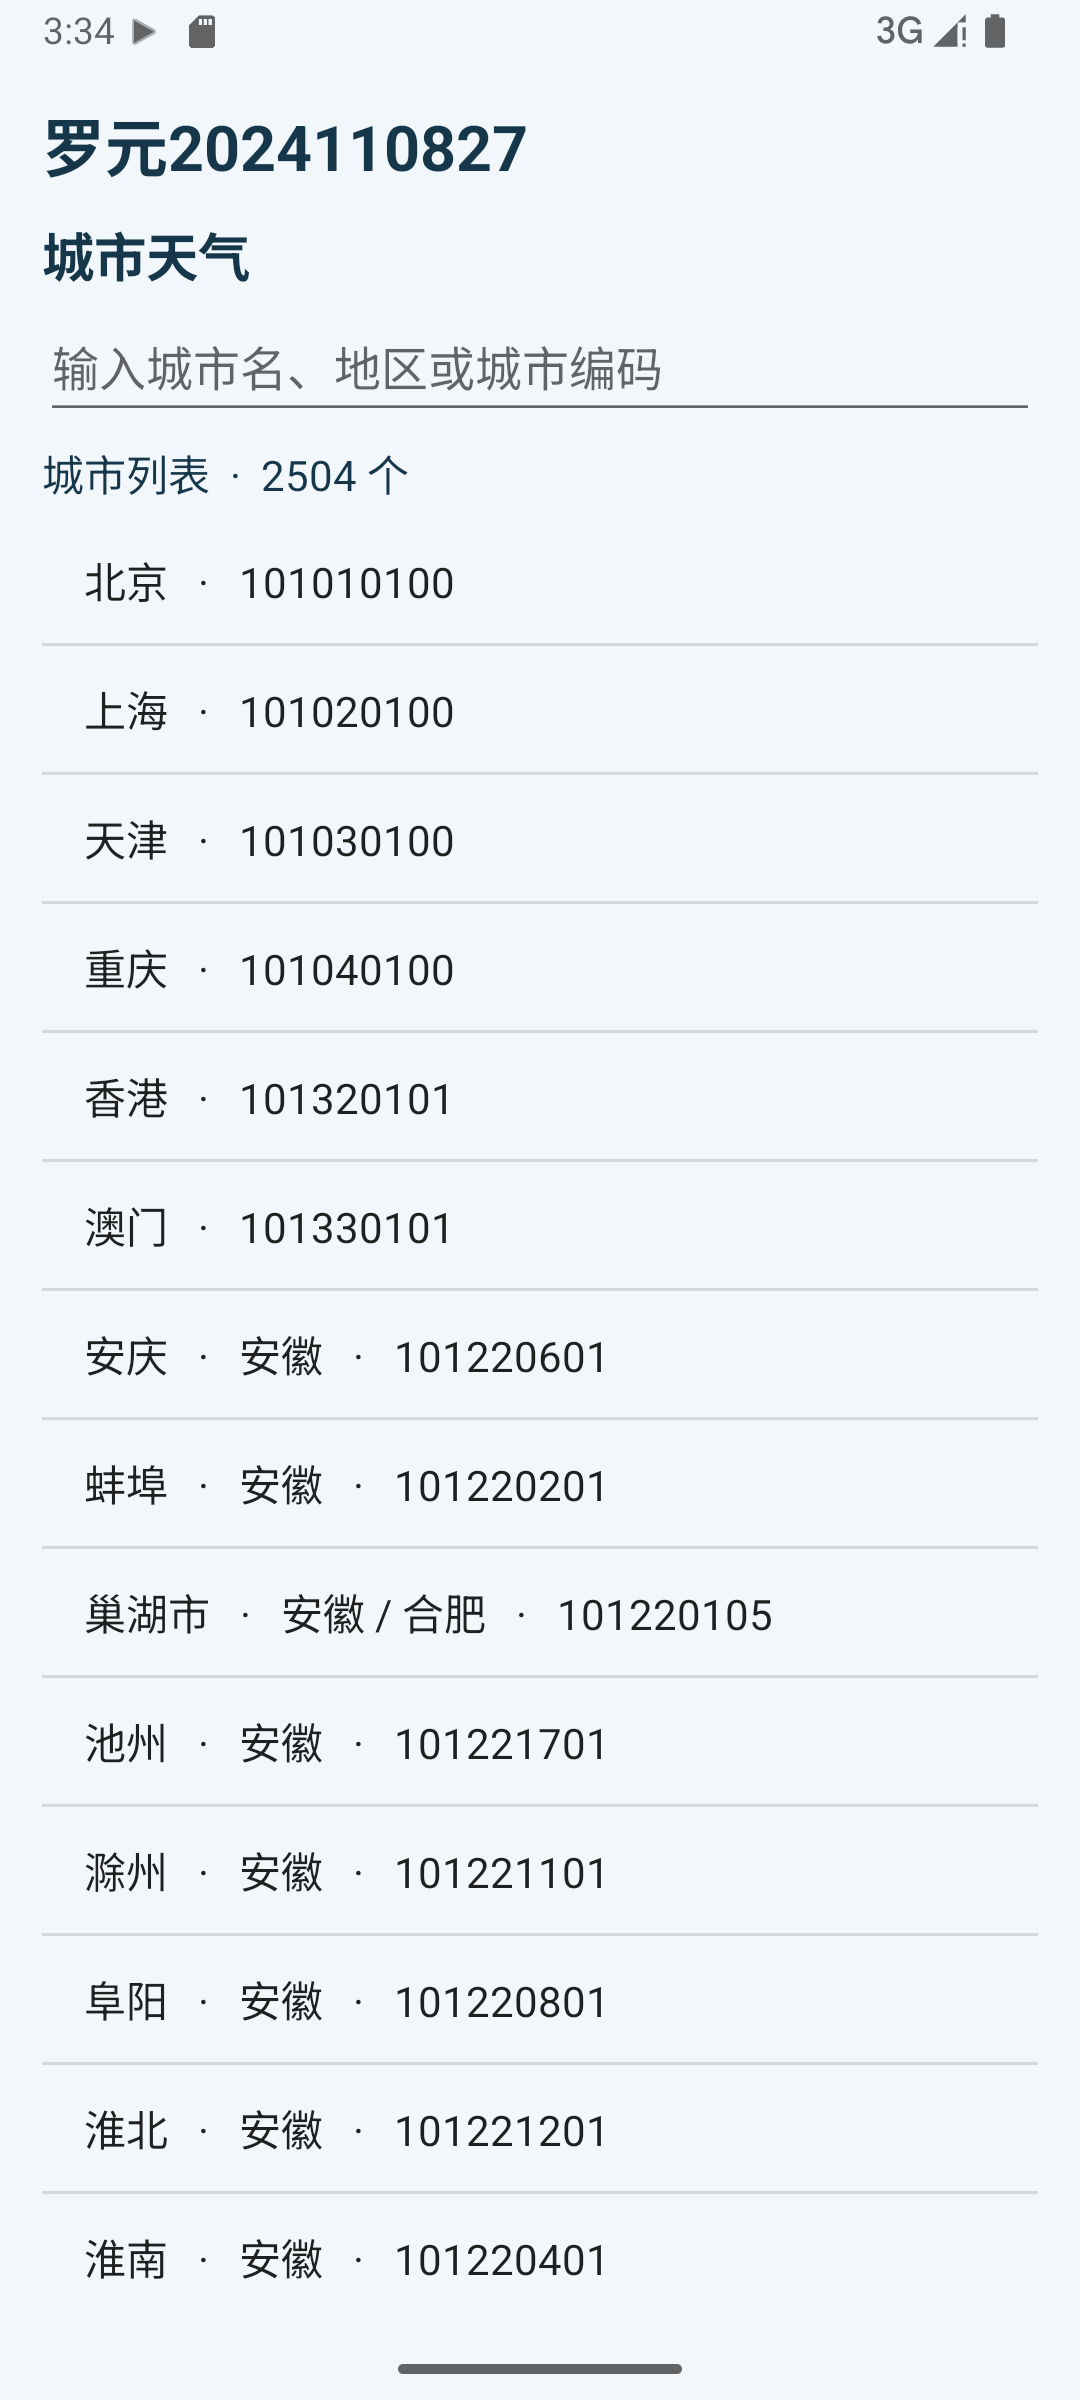 3:34
3G
罗元2024110827
城市天气
输入城市名、地区或城市编码
城市列表 · 2504 个
北京 · 101010100
上海 · 101020100
天津 · 101030100
重庆 · 101040100
香港 · 101320101
澳门 · 101330101
安庆 · 安徽 · 101220601
蚌埠 · 安徽 · 101220201
巢湖市 · 安徽 / 合肥 · 101220105
池州 · 安徽 · 101221701
滁州 · 安徽 · 101221101
阜阳 · 安徽 · 101220801
淮北 · 安徽 · 101221201
淮南 · 安徽 · 101220401